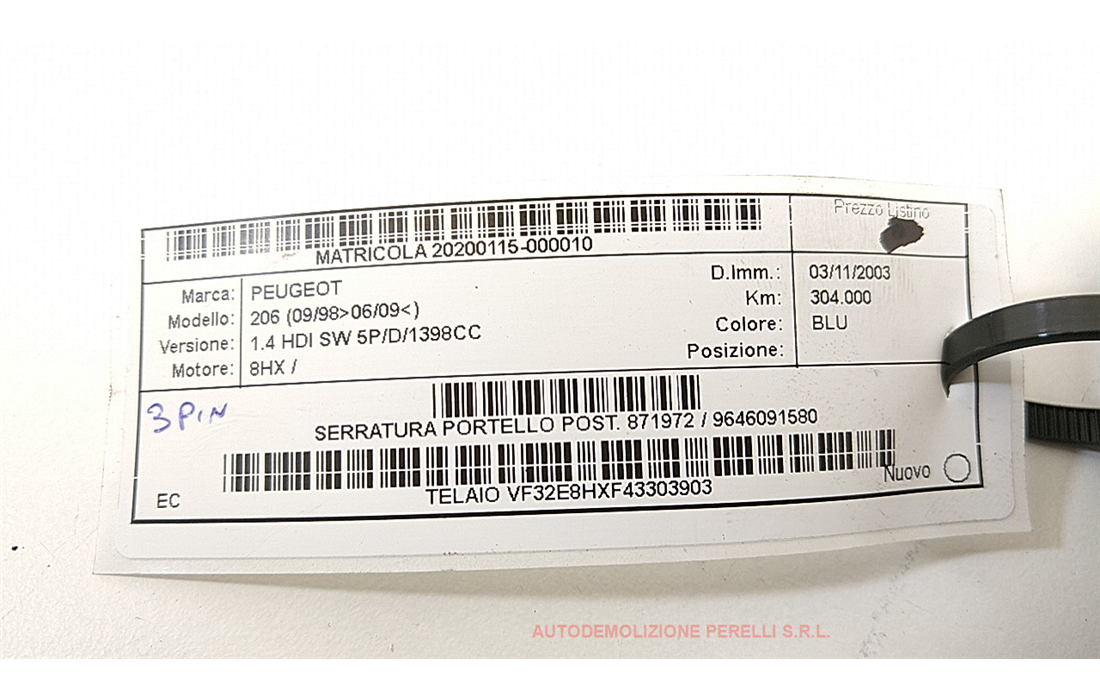 Prezzo Listino
MATRICOLA 20200115-000010
Marca: PEUGEOT
Modello: 206 (09/98>06/09<)
Versione: 1.4 HDI SW 5P/D/1398CC
Motore: 8HX /
D.Imm.: 03/11/2003
Km: 304.000
Colore: BLU
Posizione:
3 PIN
SERRATURA PORTELLO POST. 871972 / 9646091580
TELAIO VF32E8HXF43303903
EC
Nuovo
AUTODEMOLIZIONE PERELLI S.R.L.